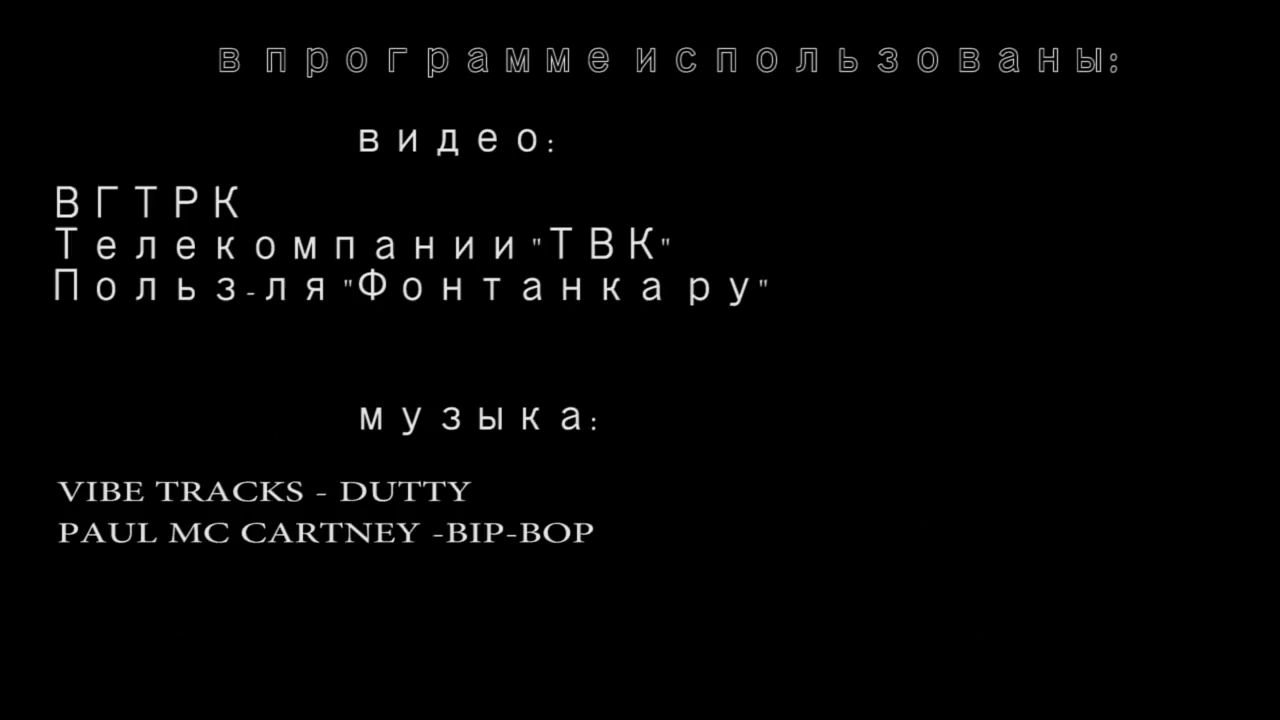 в программе использованы:
видео:
ВГТРК
Телекомпании "ТВК"
Польз-ля "Фонтанка ру"
музыка:
VIBE TRACKS - DUTTY
PAUL MC CARTNEY -BIP-BOP